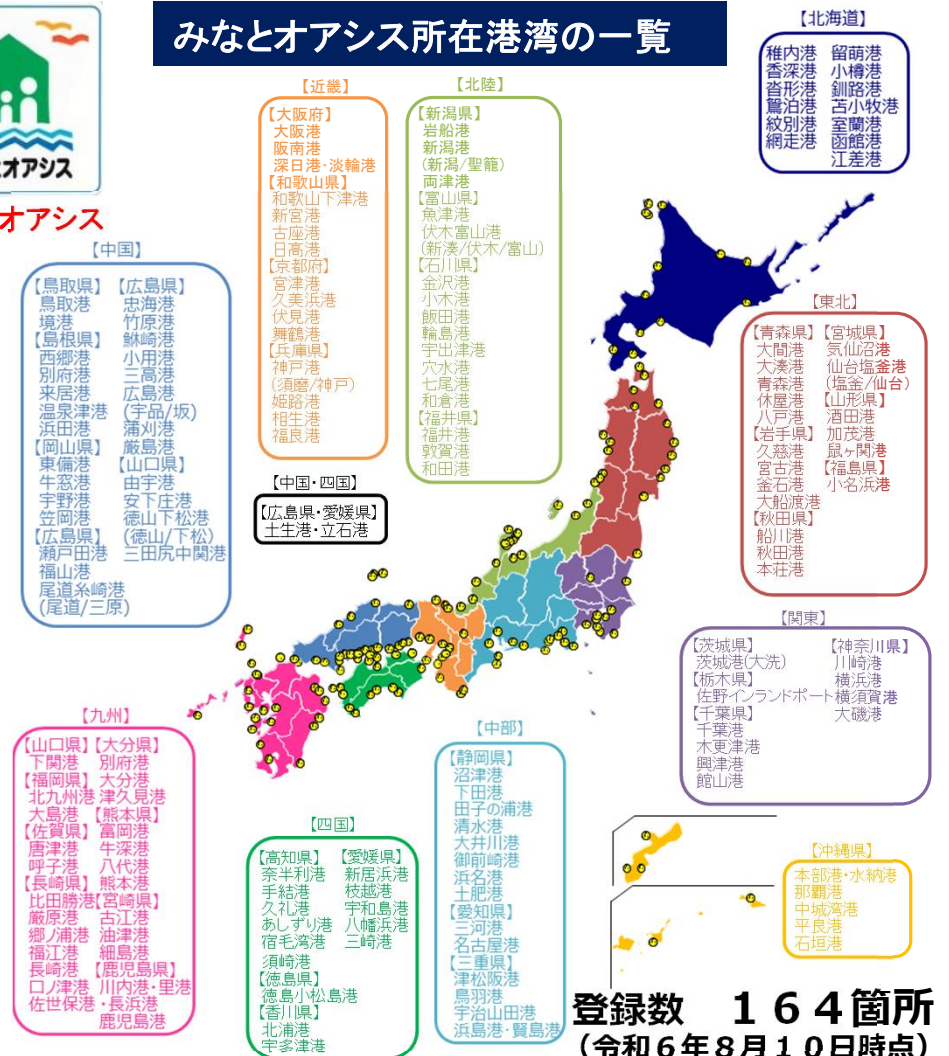 みなとオアシス所在港湾の一覧
オアシス
オアシス
【北海道】
稚内港 留萌港
香深港 小樽港
沓形港 釧路港
鴛泊港 苫小牧港
紋別港 室蘭港
網走港 函館港
江差港
【近畿】
【大阪府】
大阪港
阪南港
深日港・淡輪港
【和歌山県】
和歌山下津港
新宮港
古座港
日高港
【京都府】
宮津港
久美浜港
伏見港
舞鶴港
【兵庫県】
神戸港
(須磨/神戸)
姫路港
相生港
福良港
【北陸】
【新潟県】
岩船港
新潟港
(新潟/聖籠)
両津港
【富山県】
魚津港
伏木富山港
(新湊/伏木/富山)
【石川県】
金沢港
小木港
飯田港
輪島港
宇出津港
穴水港
七尾港
和倉港
【福井県】
福井港
敦賀港
和田港
【中国】
【鳥取県】 【広島県】
鳥取港 忠海港
境港 竹原港
【島根県】 鮴崎港
西郷港 小用港
別府港 三高港
来居港 広島港
温泉津港 (宇品/坂)
浜田港 蒲刈港
【岡山県】 厳島港
東備港 【山口県】
牛窓港 由宇港
宇野港 安下庄港
笠岡港 徳山下松港
【広島県】 (徳山/下松)
瀬戸田港 三田尻中関港
福山港
尾道糸崎港
(尾道/三原)
【中国・四国】
【広島県・愛媛県】
土生港・立石港
【東北】
【青森県】 【宮城県】
大間港 気仙沼港
大湊港 仙台塩釜港
青森港 (塩釜/仙台)
休屋港 【山形県】
八戸港 酒田港
【岩手県】 加茂港
久慈港 鼠ヶ関港
宮古港 【福島県】
釜石港 小名浜港
大船渡港
【秋田県】
船川港
秋田港
本荘港
【関東】
【茨城県】 【神奈川県】
茨城港(大洗) 川崎港
【栃木県】 横浜港
佐野インランドポート 横須賀港
【千葉県】 大磯港
千葉港
木更津港
興津港
館山港
【九州】
【山口県】 【大分県】
下関港 別府港
【福岡県】 大分港
北九州港 津久見港
大島港 【熊本県】
【佐賀県】 富岡港
唐津港 牛深港
呼子港 八代港
【長崎県】 熊本港
比田勝港 【宮崎県】
厳原港 古江港
郷ノ浦港 油津港
福江港 細島港
長崎港 【鹿児島県】
口ノ津港 川内港・里港
佐世保港 ・長浜港
鹿児島港
【四国】
【高知県】 【愛媛県】
奈半利港 新居浜港
手結港 枝越港
久礼港 宇和島港
あしずり港 八幡浜港
宿毛湾港 三崎港
須崎港
【徳島県】
徳島小松島港
【香川県】
北浦港
宇多津港
【中部】
【静岡県】
沼津港
下田港
田子の浦港
清水港
大井川港
御前崎港
浜名港
土肥港
【愛知県】
三河港
名古屋港
【三重県】
津松阪港
鳥羽港
宇治山田港
浜島港・賢島港
【沖縄県】
本部港・水納港
那覇港
中城湾港
平良港
石垣港
登録数 164箇所
(令和6年8月10日時点)